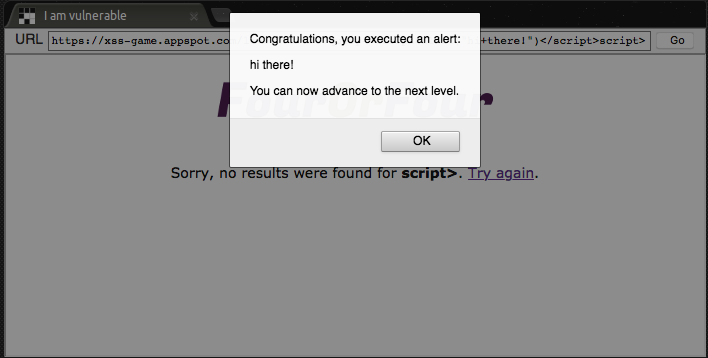 I am vulnerable
URL https://xss-game.appspot.co +there!")</script>script> Go
Congratulations, you executed an alert:
hi there!
You can now advance to the next level.
OK
FourOrFour
Sorry, no results were found for script>. Try again.